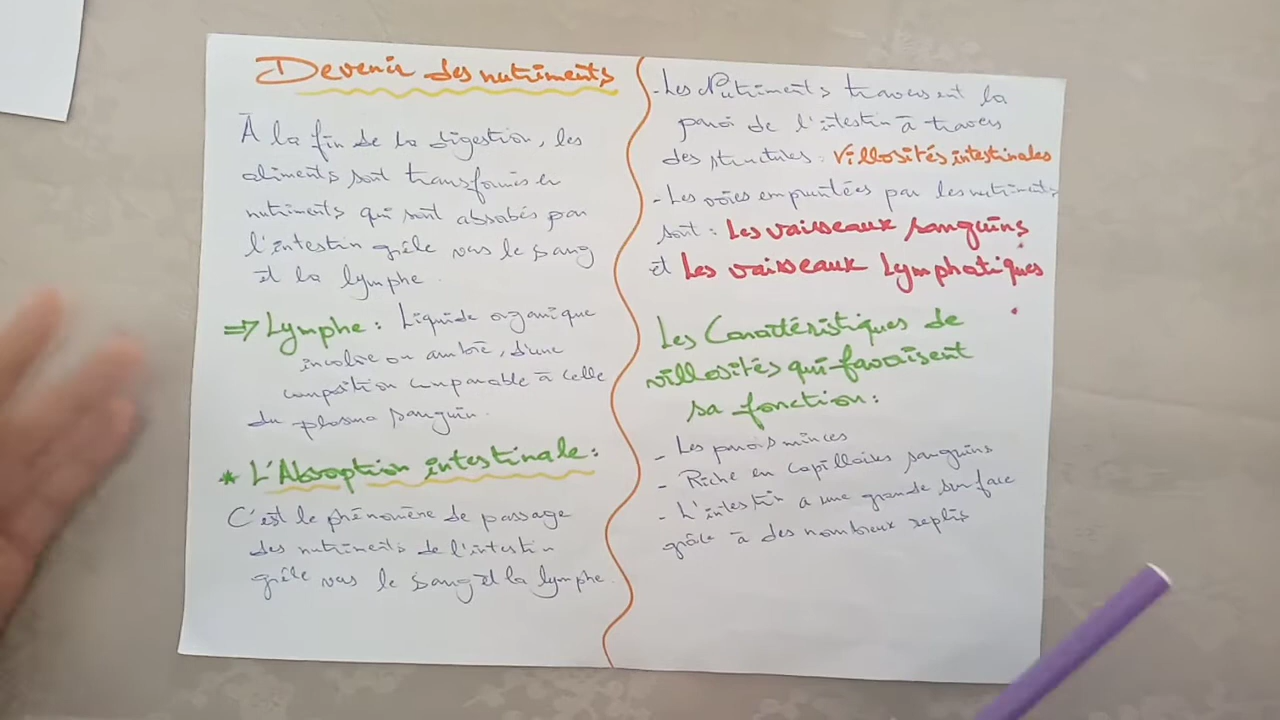 Devenir des nutriments
À la fin de la digestion, les
aliments sont transformés en
nutriments qui sont absobés par
l'intestin grêle vers le sang
et la lymphe.
=> Lymphe : Liquide organique
incolore ou ambré, d'une
composition comparable à celle
du plasma sanguin.
* L'Absoption intestinale :
C'est le phénomène de passage
des nutriments de l'intestin
grêle vers le sang et la lymphe.
- Les Nutriments traversent la
paroi de l'intestin à travers
des structures : villosités intestinales
- Les voies empruntées par les nutriments
sont : Les vaisseaux sanguins
et Les vaisseaux Lymphatiques
.
Les Caractéristiques de
villosités qui favorisent
sa fonction :
- Les parois minces
- Riche en capillaires sanguins
- L'intestin a une grande surface
grâce à des nombreux replis